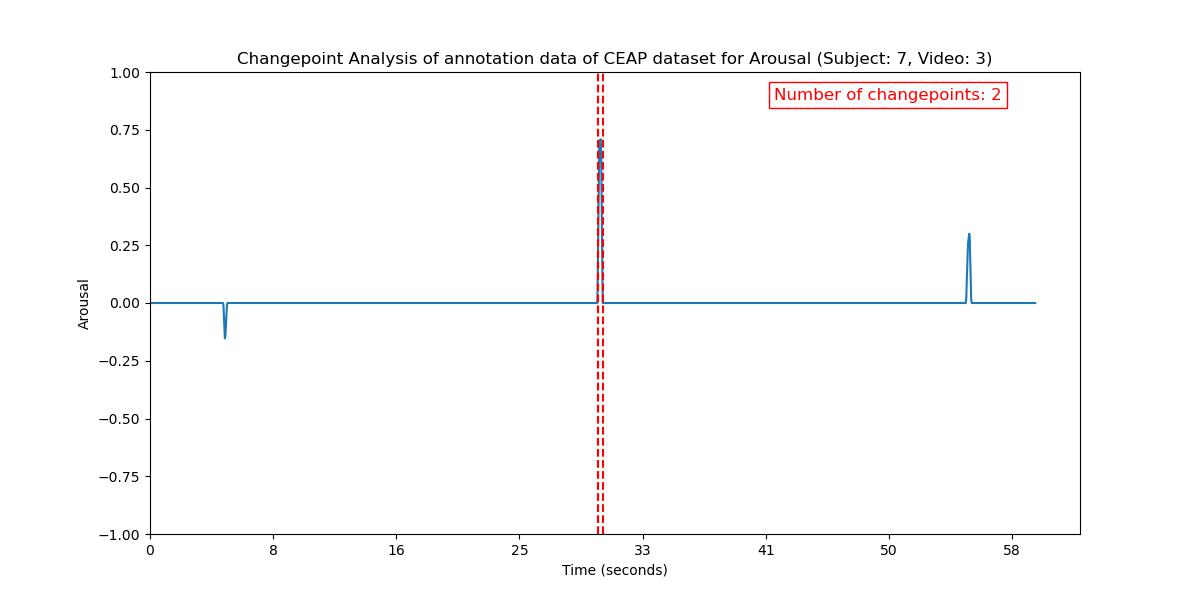 Changepoint Analysis of annotation data of CEAP dataset for Arousal (Subject: 7, Video: 3)
Number of changepoints: 2
1.00
0.75
0.50
0.25
0.00
−0.25
−0.50
−0.75
−1.00
Arousal
0 8 16 25 33 41 50 58
Time (seconds)